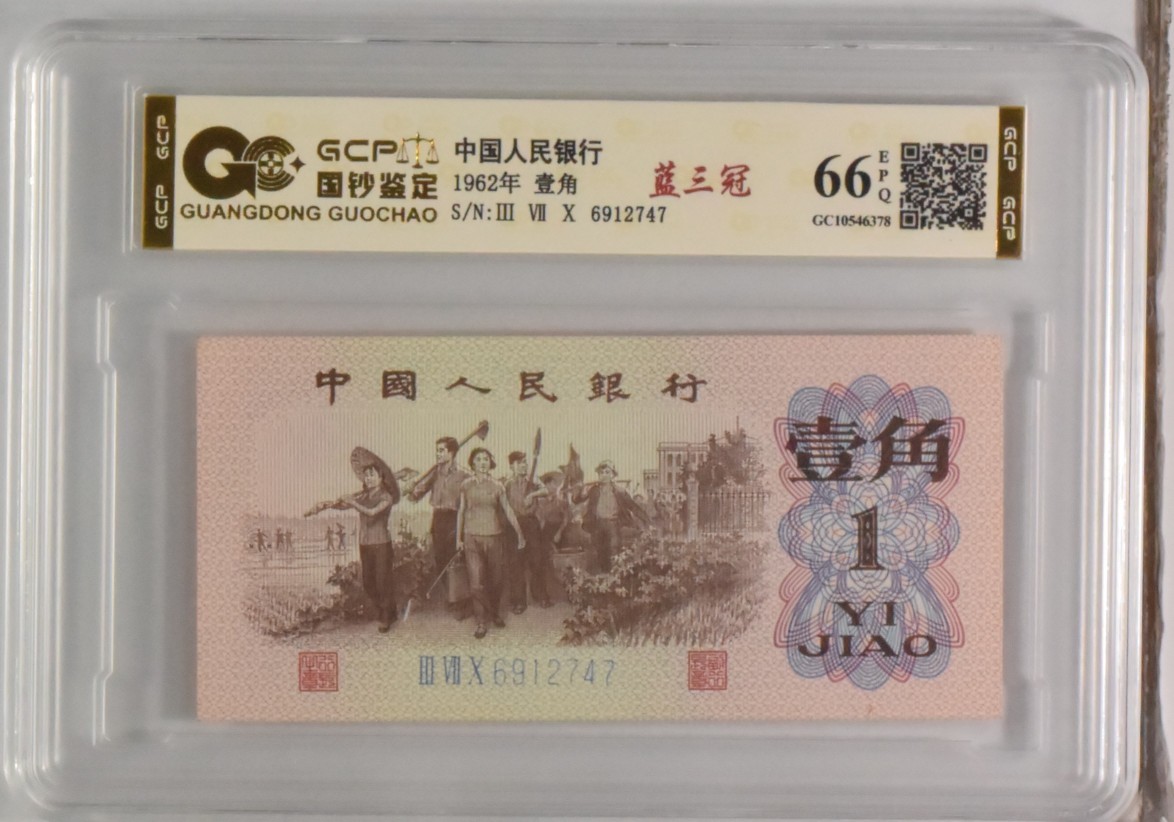 GCP
GCP
GCP
国钞鉴定
GUANGDONG GUOCHAO
中国人民银行
1962年 壹角
S/N:Ⅲ Ⅶ Ⅹ 6912747
蓝三冠
66
EPQ
GC10546378
GCP
GCP
中國人民銀行
壹角
1
YI
JIAO
Ⅲ Ⅶ Ⅹ 6912747